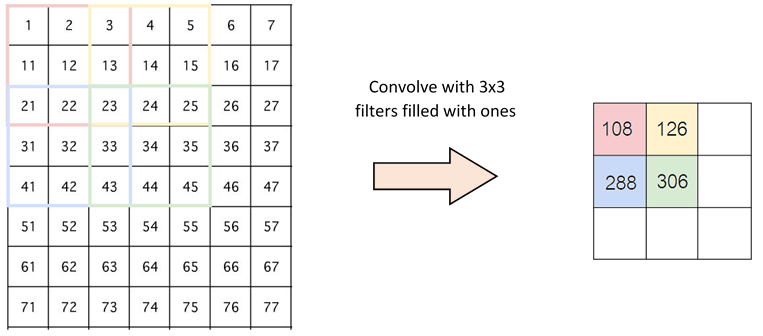 1 2 3 4 5 6 7
11 12 13 14 15 16 17
21 22 23 24 25 26 27
31 32 33 34 35 36 37
41 42 43 44 45 46 47
51 52 53 54 55 56 57
61 62 63 64 65 66 67
71 72 73 74 75 76 77
Convolve with 3x3
filters filled with ones
108 126
288 306